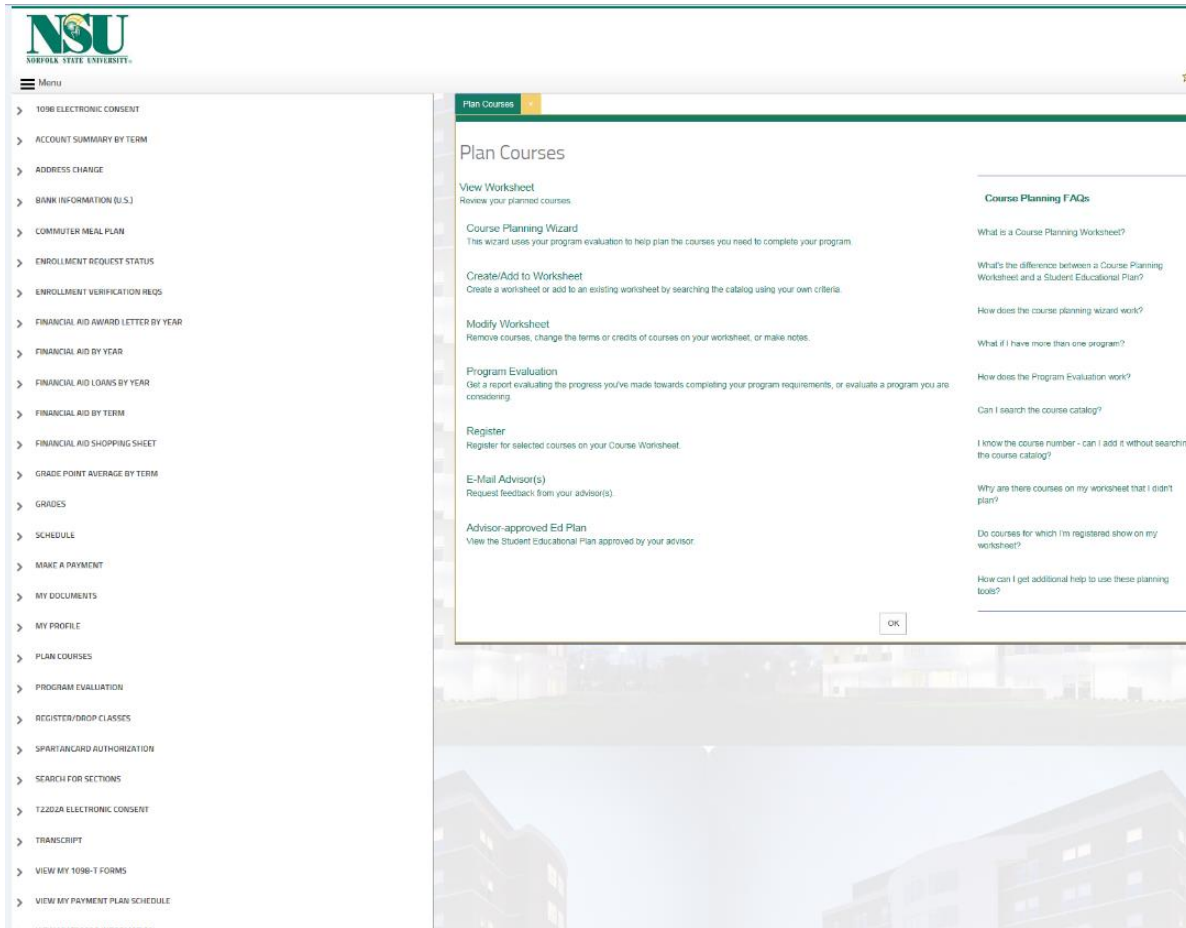 NSU
NORFOLK STATE UNIVERSITY
Menu
1098 ELECTRONIC CONSENT
ACCOUNT SUMMARY BY TERM
ADDRESS CHANGE
BANK INFORMATION (U.S.)
COMMUTER MEAL PLAN
ENROLLMENT REQUEST STATUS
ENROLLMENT VERIFICATION REQS
FINANCIAL AID AWARD LETTER BY YEAR
FINANCIAL AID BY YEAR
FINANCIAL AID LOANS BY YEAR
FINANCIAL AID BY TERM
FINANCIAL AID SHOPPING SHEET
GRADE POINT AVERAGE BY TERM
GRADES
SCHEDULE
MAKE A PAYMENT
MY DOCUMENTS
MY PROFILE
PLAN COURSES
PROGRAM EVALUATION
REGISTER/DROP CLASSES
SPARTANCARD AUTHORIZATION
SEARCH FOR SECTIONS
T2202A ELECTRONIC CONSENT
TRANSCRIPT
VIEW MY 1098-T FORMS
VIEW MY PAYMENT PLAN SCHEDULE
Plan Courses
Plan Courses
View Worksheet
Review your planned courses.
Course Planning Wizard
This wizard uses your program evaluation to help plan the courses you need to complete your program.
Create/Add to Worksheet
Create a worksheet or add to an existing worksheet by searching the catalog using your own criteria.
Modify Worksheet
Remove courses, change the terms or credits of courses on your worksheet, or make notes.
Program Evaluation
Get a report evaluating the progress you've made towards completing your program requirements, or evaluate a program you are
considering.
Register
Register for selected courses on your Course Worksheet.
E-Mail Advisor(s)
Request feedback from your advisor(s).
Advisor-approved Ed Plan
View the Student Educational Plan approved by your advisor.
OK
Course Planning FAQs
What is a Course Planning Worksheet?
What's the difference between a Course Planning
Worksheet and a Student Educational Plan?
How does the course planning wizard work?
What if I have more than one program?
How does the Program Evaluation work?
Can I search the course catalog?
I know the course number - can I add it without searchin
the course catalog?
Why are there courses on my worksheet that I didn't
plan?
Do courses for which I'm registered show on my
worksheet?
How can I get additional help to use these planning
tools?